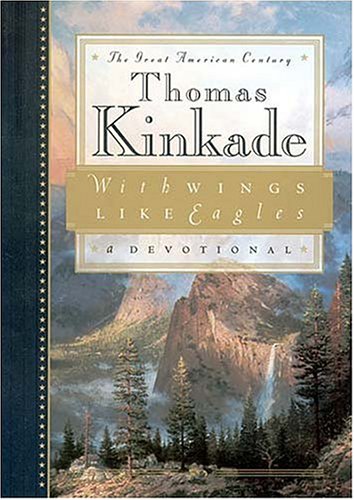 The Great American Century
Thomas
Kinkade
With WINGS
LIKE Eagles
a DEVOTIONAL